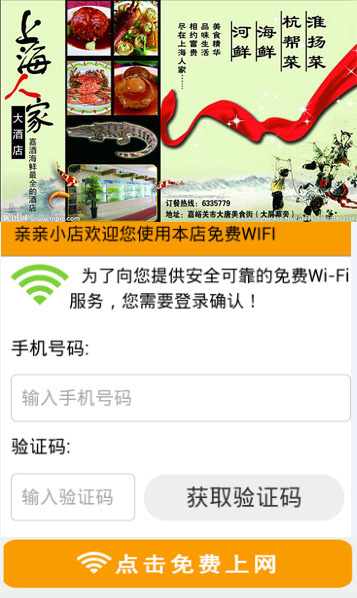 上海人家
大酒店
嘉酒海鲜最全的酒店
美食精华
品味生活
相约富贵
尽在上海人家……
淮扬菜
杭帮菜
海鲜
河鲜
订餐热线：6335779
地址：嘉峪关市大唐美食街（大屏幕旁）
亲亲小店欢迎您使用本店免费WIFI
为了向您提供安全可靠的免费Wi-Fi
服务，您需要登录确认！
手机号码:
输入手机号码
验证码:
输入验证码
获取验证码
点击免费上网